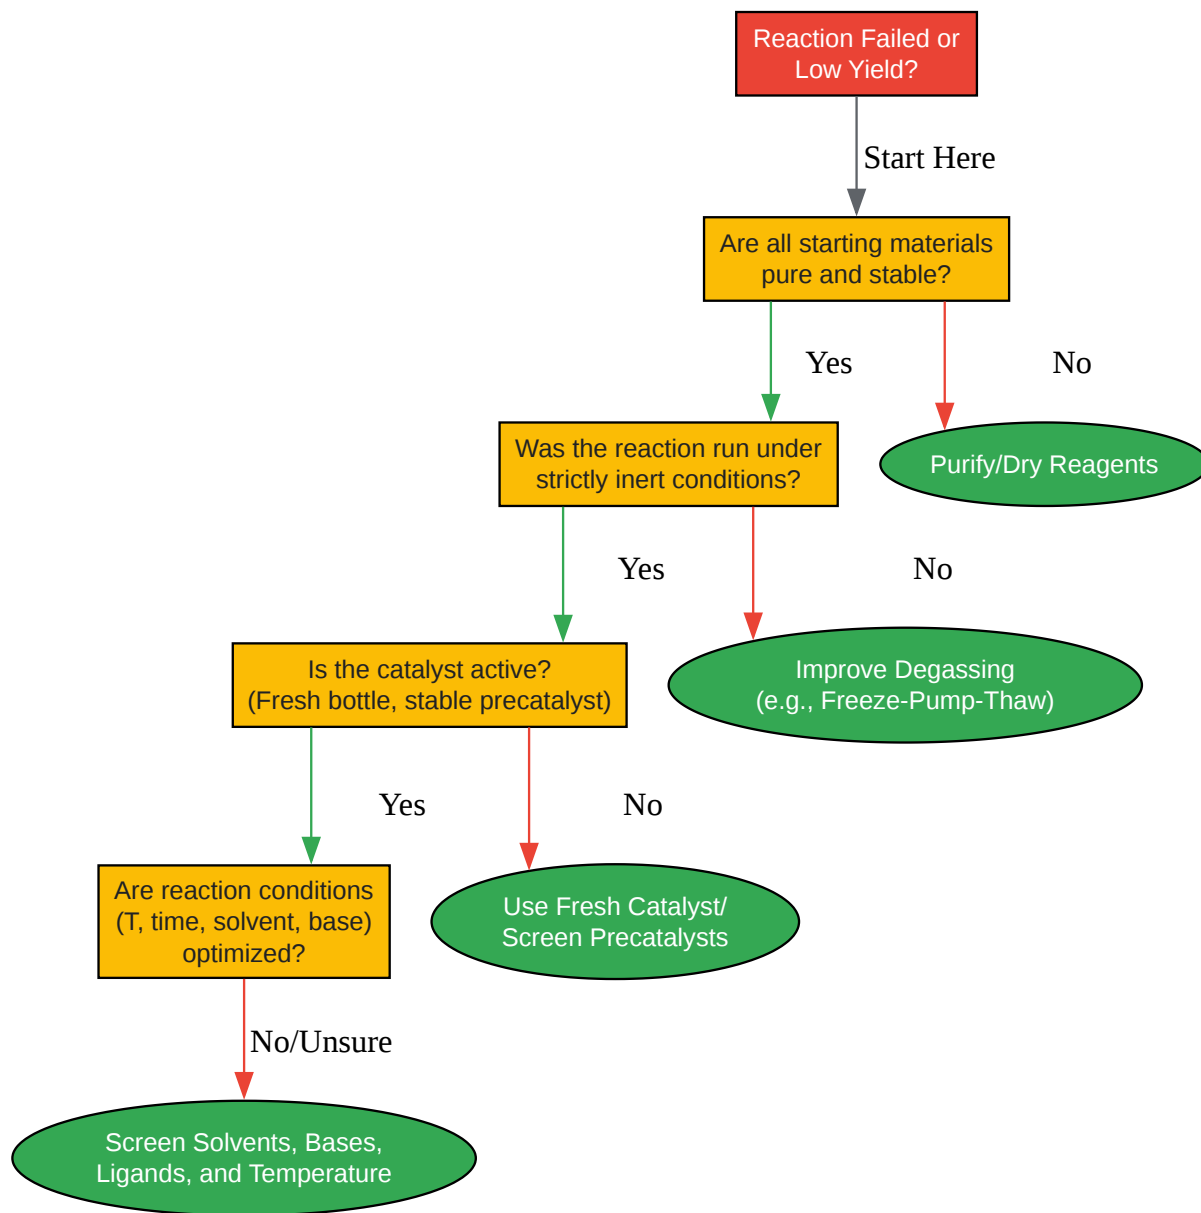 Reaction Failed or
Low Yield?
Start Here
Are all starting materials
pure and stable?
Yes
No
Was the reaction run under
strictly inert conditions?
Purify/Dry Reagents
Yes
No
Is the catalyst active?
(Fresh bottle, stable precatalyst)
Improve Degassing
(e.g., Freeze-Pump-Thaw)
Yes
No
Are reaction conditions
(T, time, solvent, base)
optimized?
Use Fresh Catalyst/
Screen Precatalysts
No/Unsure
Screen Solvents, Bases,
Ligands, and Temperature